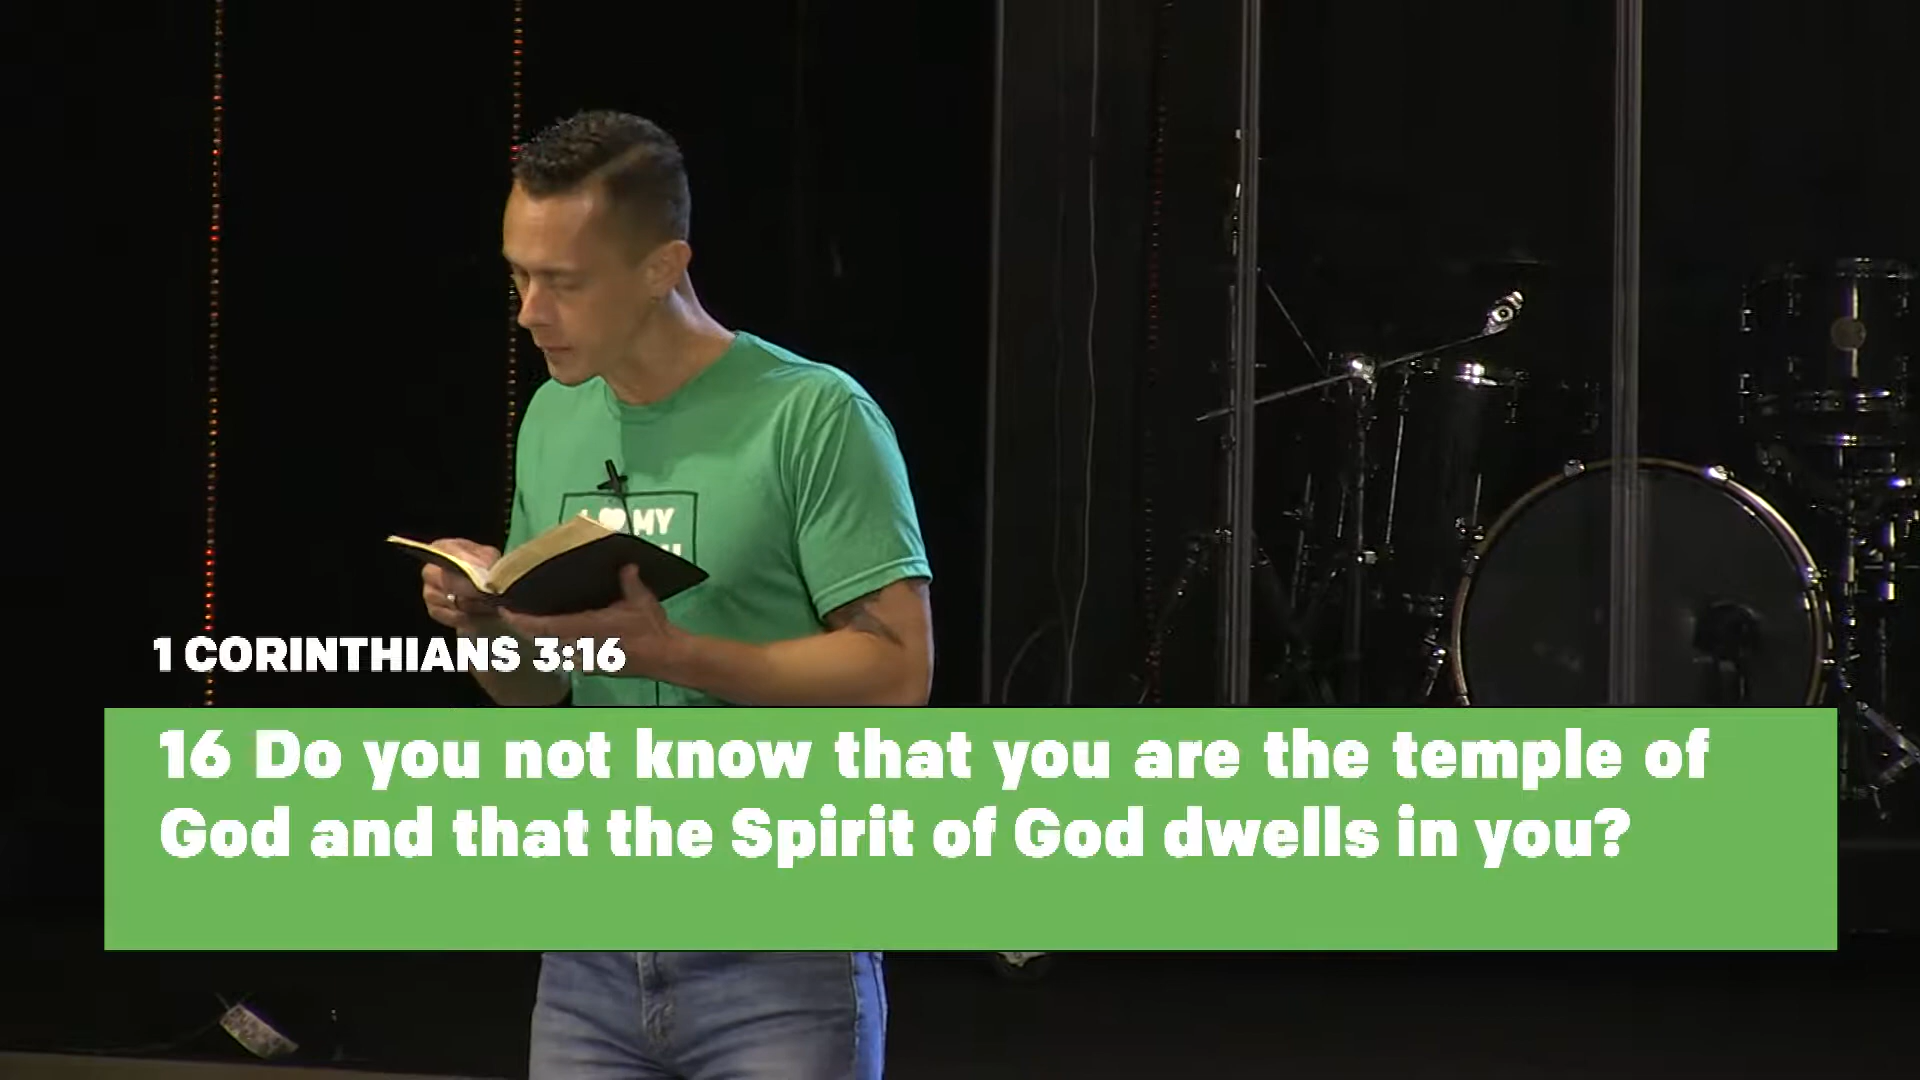 I ♥ MY
1 CORINTHIANS 3:16
16 Do you not know that you are the temple of
God and that the Spirit of God dwells in you?